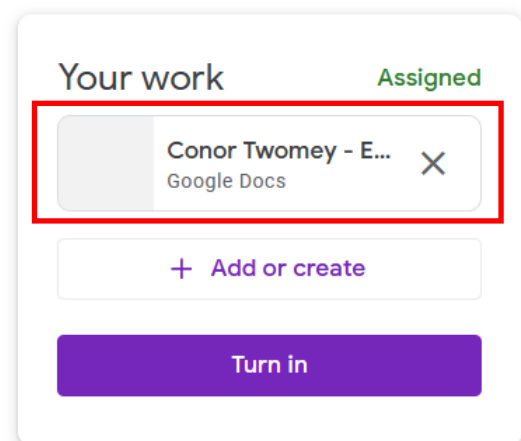 Your work
Assigned
Conor Twomey - E...
Google Docs
+ Add or create
Turn in